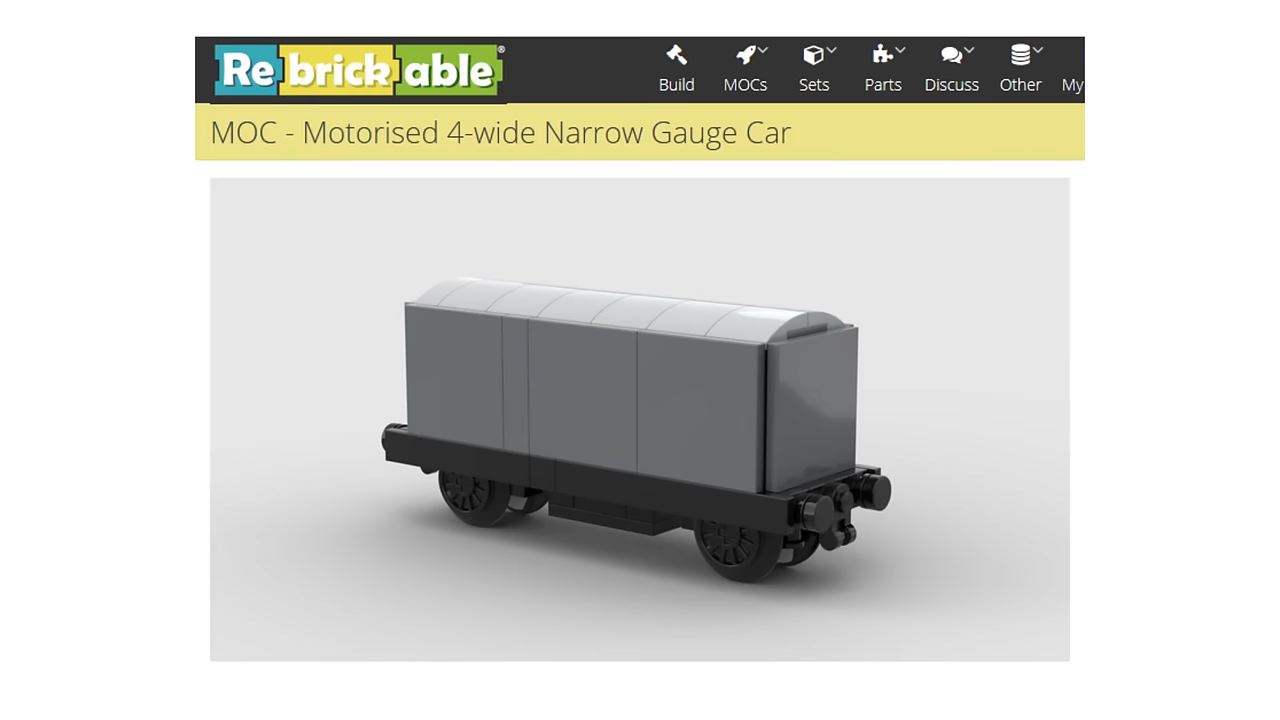 Rebrickable®
Build MOCs Sets Parts Discuss Other My
MOC - Motorised 4-wide Narrow Gauge Car